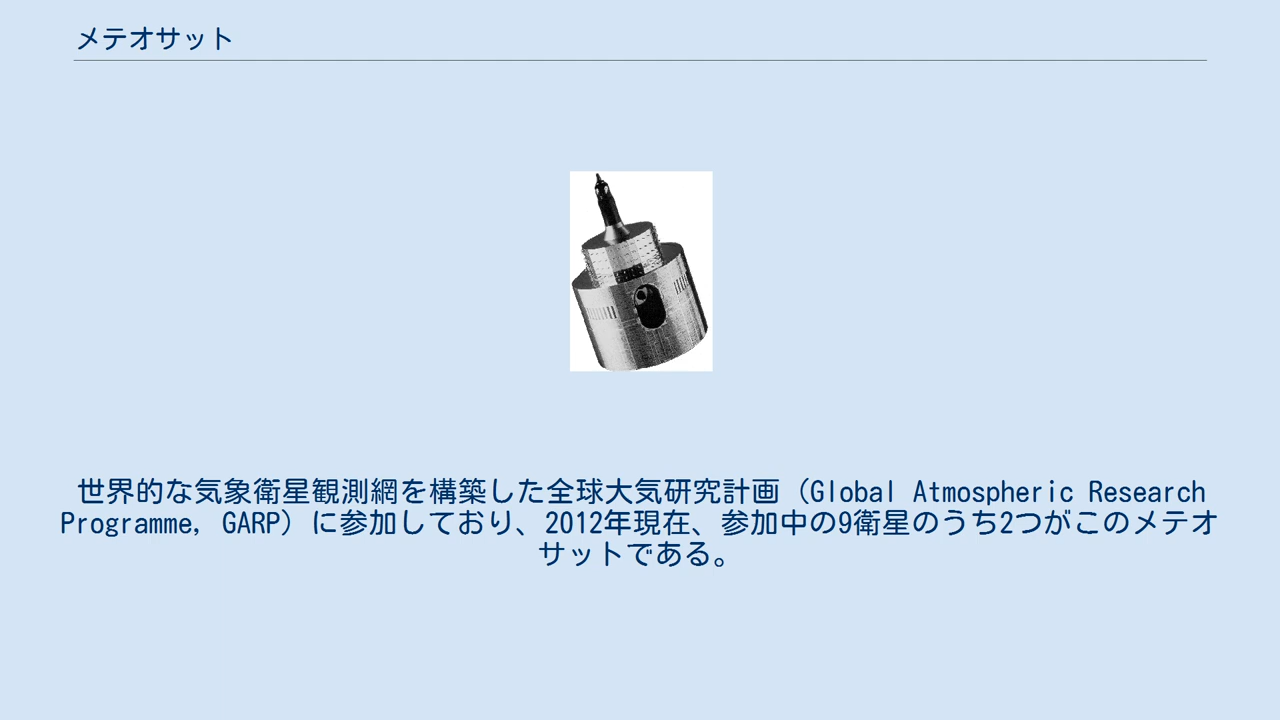 メテオサット
世界的な気象衛星観測網を構築した全球大気研究計画（Global Atmospheric Research
Programme, GARP）に参加しており、2012年現在、参加中の9衛星のうち2つがこのメテオ
サットである。